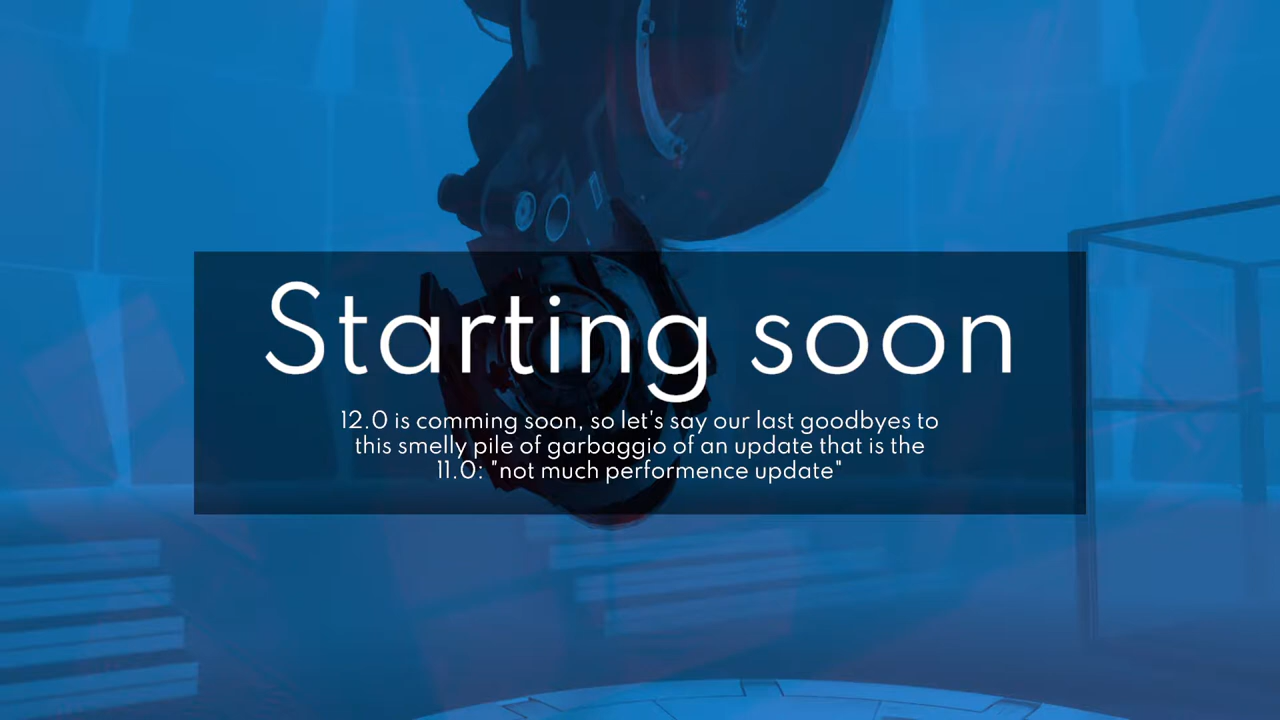 Starting soon
12.0 is comming soon, so let's say our last goodbyes to
this smelly pile of garbaggio of an update that is the
11.0: "not much performence update"